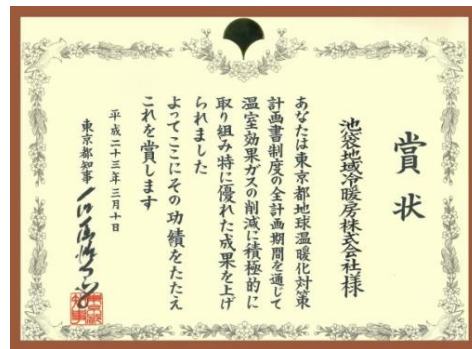 賞状
池袋地域冷暖房株式会社様
あなたは東京都地球温暖化対策
計画書制度の全計画期間を通して
温室効果ガスの削減に積極的に
取り組み特に優れた成果を上げ
られました
よってここにその功績をたたえ
これを賞します
平成二十三年三月十日
東京都知事